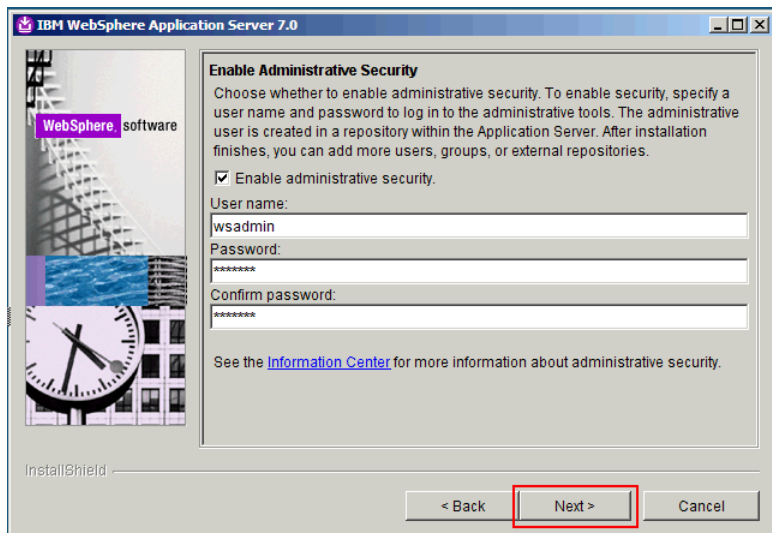 IBM WebSphere Application Server 7.0
WebSphere. software
Enable Administrative Security
Choose whether to enable administrative security. To enable security, specify a
user name and password to log in to the administrative tools. The administrative
user is created in a repository within the Application Server. After installation
finishes, you can add more users, groups, or external repositories.
Enable administrative security.
User name:
wsadmin
Password:
*******
Confirm password:
*******
See the Information Center for more information about administrative security.
InstallShield
< Back
Next >
Cancel